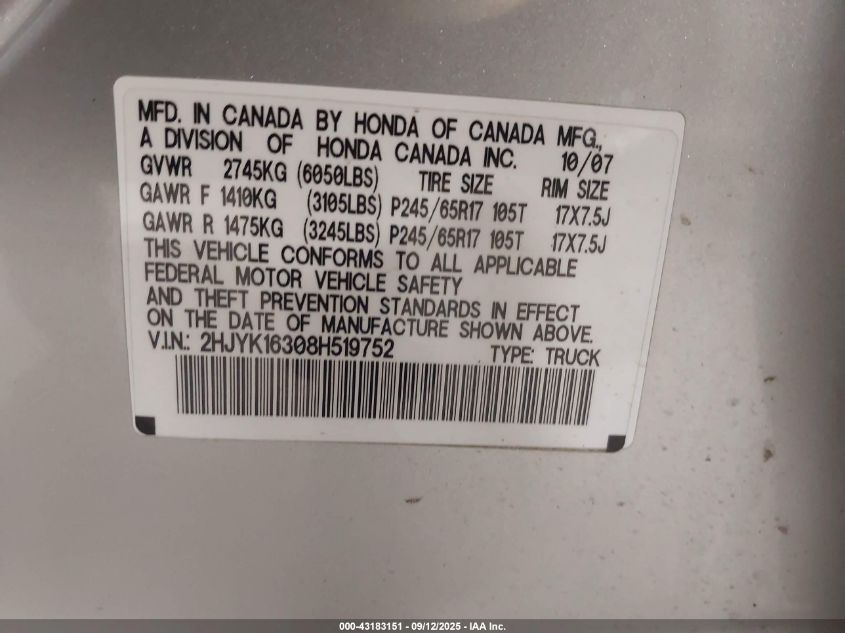 MFD. IN CANADA BY HONDA OF CANADA MFG.,
A DIVISION OF HONDA CANADA INC. 10/07
GVWR 2745KG (6050LBS) TIRE SIZE RIM SIZE
GAWR F 1410KG (3105LBS) P245/65R17 105T 17X7.5J
GAWR R 1475KG (3245LBS) P245/65R17 105T 17X7.5J
THIS VEHICLE CONFORMS TO ALL APPLICABLE
FEDERAL MOTOR VEHICLE SAFETY
AND THEFT PREVENTION STANDARDS IN EFFECT
ON THE DATE OF MANUFACTURE SHOWN ABOVE.
V.I.N.: 2HJYK16308H519752 TYPE: TRUCK
000-43183151 - 09/12/2025 - IAA Inc.